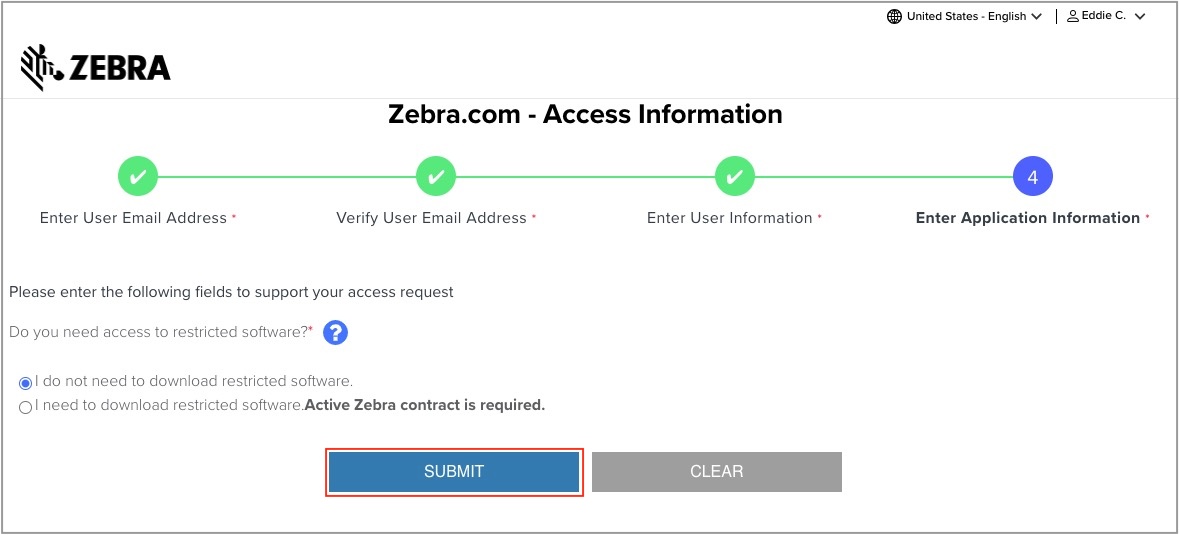 United States - English | Eddie C.
ZEBRA
Zebra.com - Access Information
✔ ✔ ✔ 4
Enter User Email Address * Verify User Email Address * Enter User Information * Enter Application Information *
Please enter the following fields to support your access request
Do you need access to restricted software?* ?
I do not need to download restricted software.
I need to download restricted software.Active Zebra contract is required.
SUBMIT CLEAR